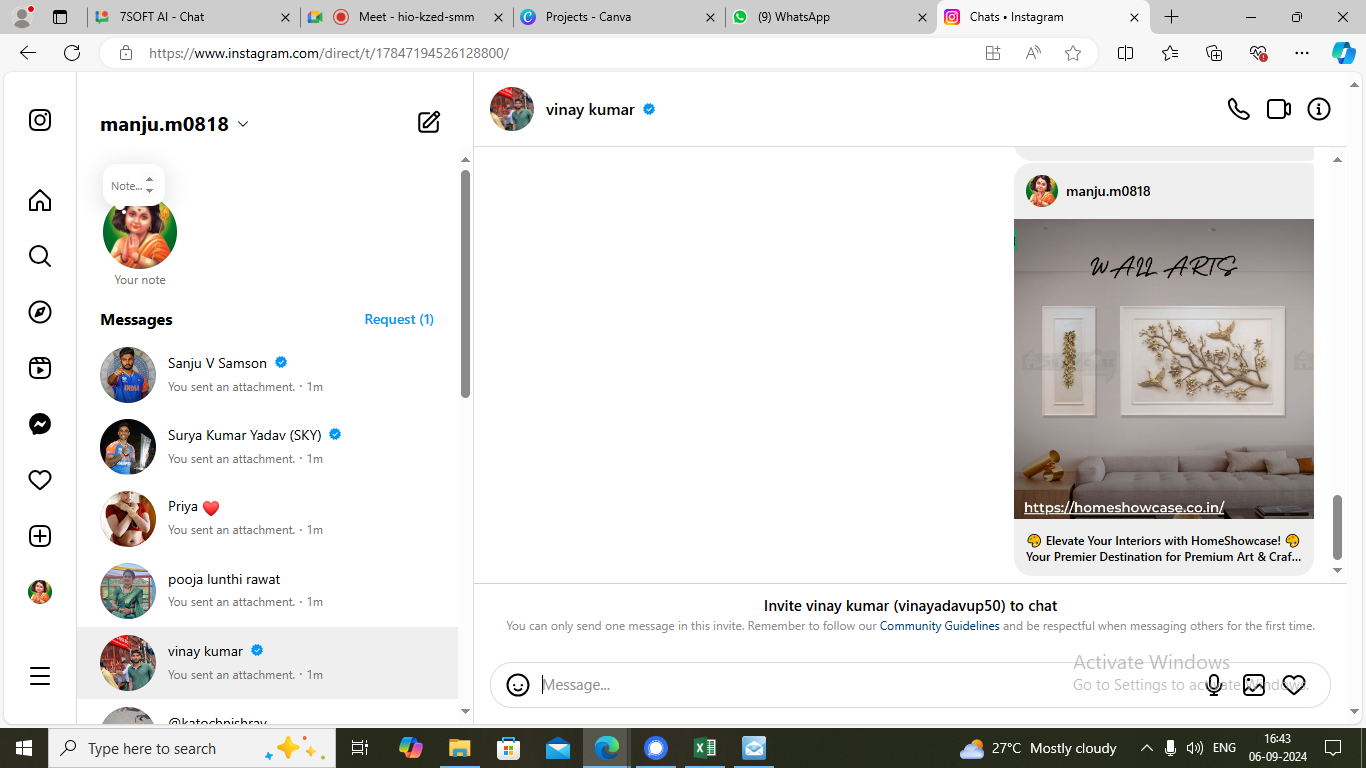 7SOFT AI - Chat
Meet - hio-kzed-smm
Projects - Canva
(9) WhatsApp
Chats • Instagram
https://www.instagram.com/direct/t/17847194526128800/
manju.m0818
Note...
Your note
Messages
Request (1)
Sanju V Samson
You sent an attachment. · 1m
Surya Kumar Yadav (SKY)
You sent an attachment. · 1m
Priya
You sent an attachment. · 1m
pooja lunthi rawat
You sent an attachment. · 1m
vinay kumar
You sent an attachment. · 1m
@katochnishray
vinay kumar
manju.m0818
WALL ARTS
https://homeshowcase.co.in/
🎨 Elevate Your Interiors with HomeShowcase! 🎨
Your Premier Destination for Premium Art & Craf...
Invite vinay kumar (vinayadavup50) to chat
You can only send one message in this invite. Remember to follow our Community Guidelines and be respectful when messaging others for the first time.
Message...
Activate Windows
Go to Settings to activate Windows.
Type here to search
27°C Mostly cloudy
ENG
16:43
06-09-2024